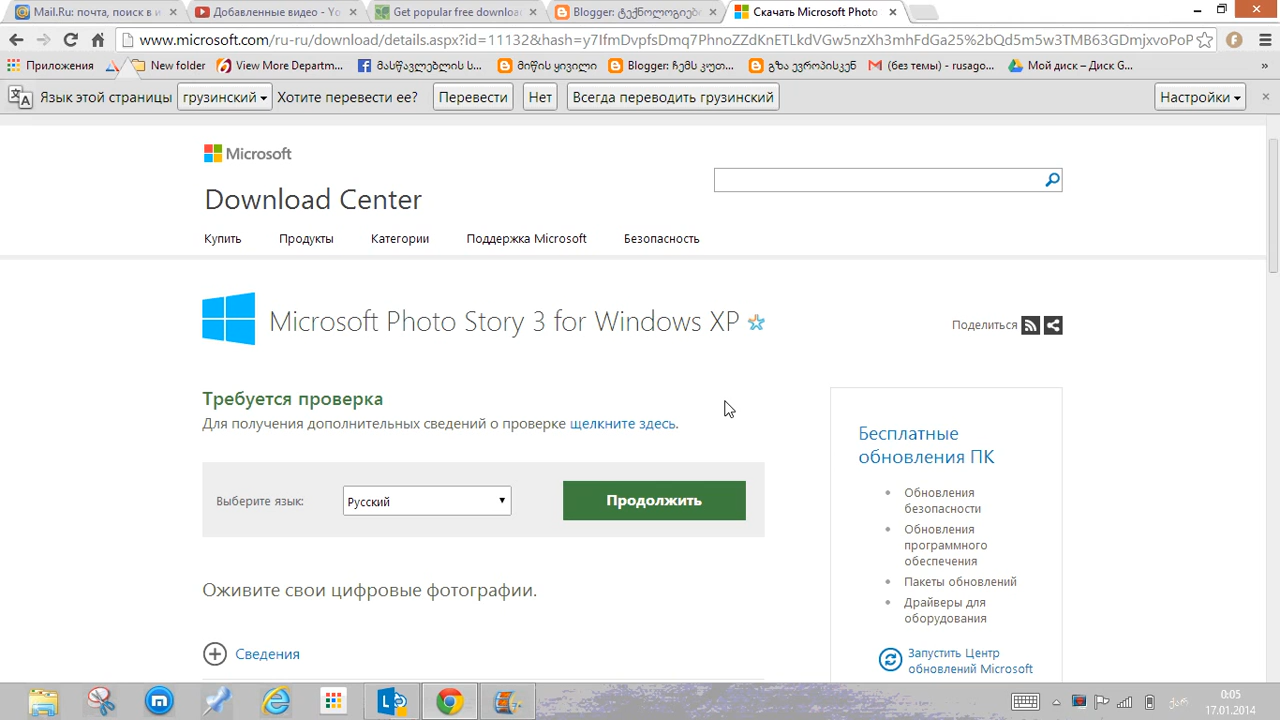 Mail.Ru: почта, поиск в и
Добавленные видео - Yo
Get popular free downloa
Blogger: ტექნოლოგიები
Скачать Microsoft Photo
www.microsoft.com/ru-ru/download/details.aspx?id=11132&hash=y7IfmDvpfsDmq7PhnoZZdKnETLkdVGw5nzXh3mhFdGa25%2bQd5m5w3TMB63GDmjxvoPoP
Приложения
New folder
View More Departm...
მასწავლებლის ს...
მიწის ყივილი
Blogger: ჩემს კუთ...
გზა ევროპისკენ
(без темы) - rusago...
Мой диск – Диск G...
»
Язык этой страницы грузинский Хотите перевести ее? Перевести Нет Всегда переводить грузинский Настройки
Microsoft
Download Center
Купить Продукты Категории Поддержка Microsoft Безопасность
Microsoft Photo Story 3 for Windows XP
Поделиться
Требуется проверка
Для получения дополнительных сведений о проверке щелкните здесь.
Выберите язык: Русский Продолжить
Оживите свои цифровые фотографии.
Сведения
Бесплатные
обновления ПК
Обновления
безопасности
Обновления
программного
обеспечения
Пакеты обновлений
Драйверы для
оборудования
Запустить Центр
обновлений Microsoft
ქარ
0:05
17.01.2014